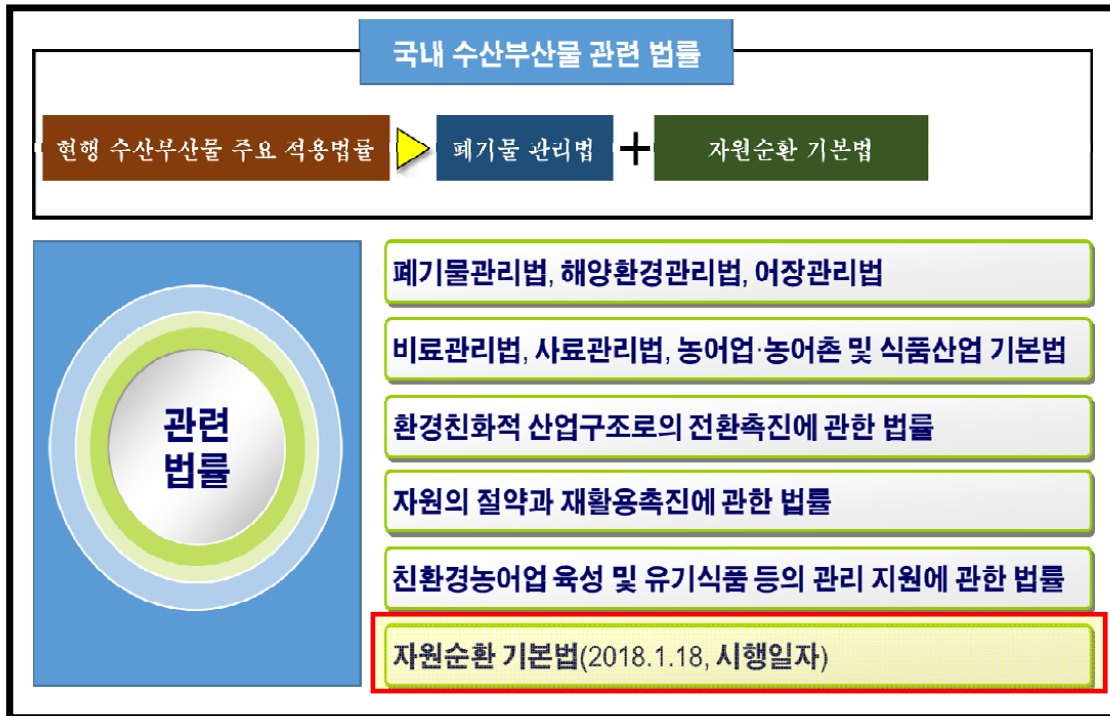 국내 수산부산물 관련 법률
현행 수산부산물 주요 적용법률
폐기물 관리법
+
자원순환 기본법
관련
법률
폐기물관리법, 해양환경관리법, 어장관리법
비료관리법, 사료관리법, 농어업·농어촌 및 식품산업 기본법
환경친화적 산업구조로의 전환촉진에 관한 법률
자원의 절약과 재활용촉진에 관한 법률
친환경농어업 육성 및 유기식품 등의 관리 지원에 관한 법률
자원순환 기본법(2018.1.18, 시행일자)